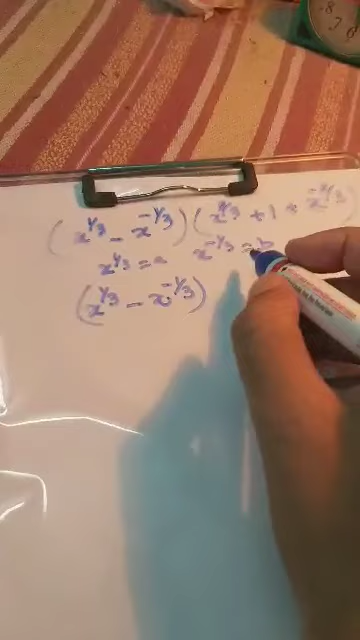 (x^{1/3} - x^{-1/3})(x^{2/3} + 1 + x^{-2/3})
x^{1/3} = a x^{-1/3} = b
(x^{1/3} - x^{-1/3})